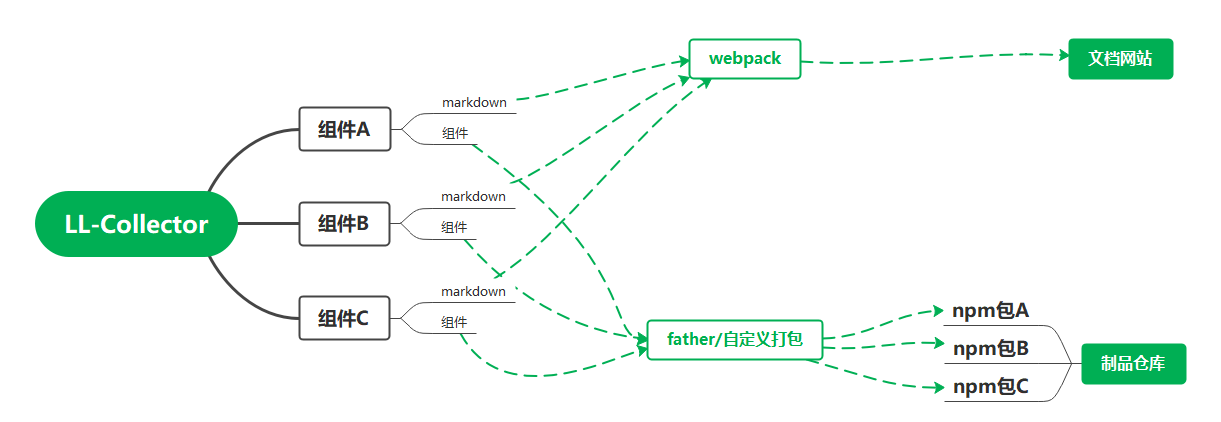 LL-Collector
组件A
markdown
组件
组件B
markdown
组件
组件C
markdown
组件
webpack
文档网站
father/自定义打包
npm包A
npm包B
npm包C
制品仓库